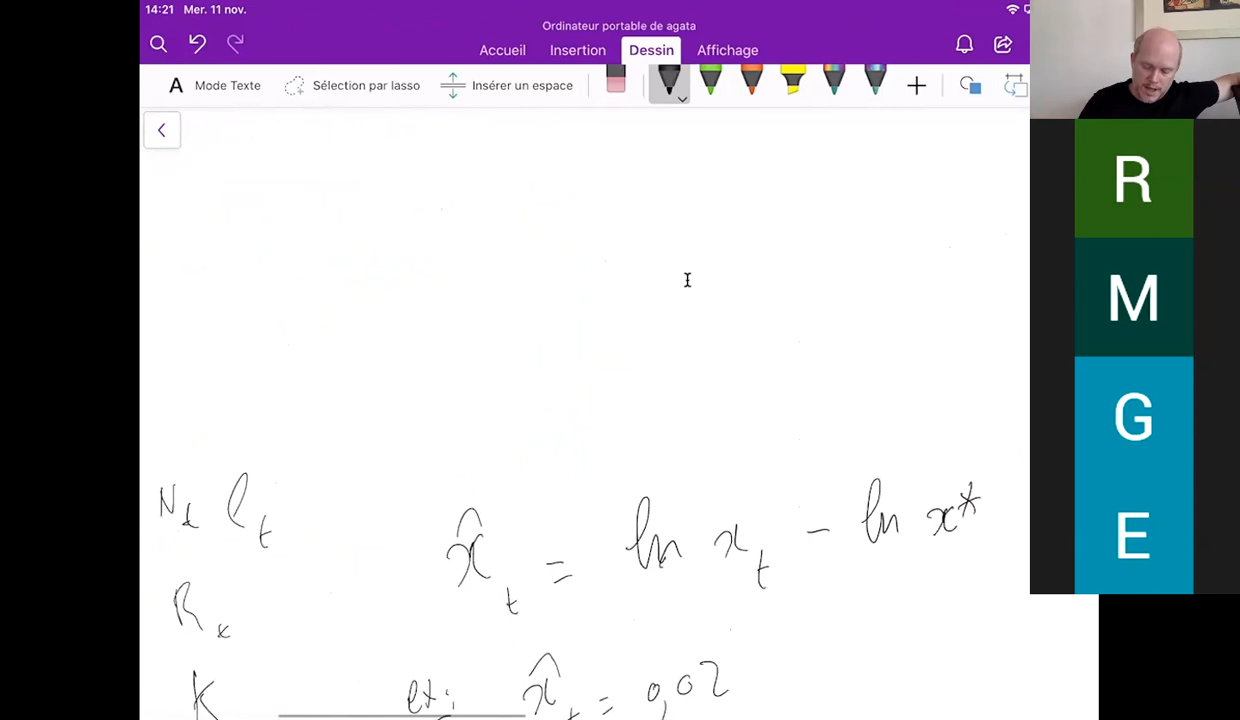 14:21 Mer. 11 nov.
Ordinateur portable de agata
Accueil Insertion Dessin Affichage
A Mode Texte Sélection par lasso Insérer un espace
R
M
G
E
N_t l_t
x̂_t = ln x_t - ln x*
R_t
K
x̂_t = 0,02